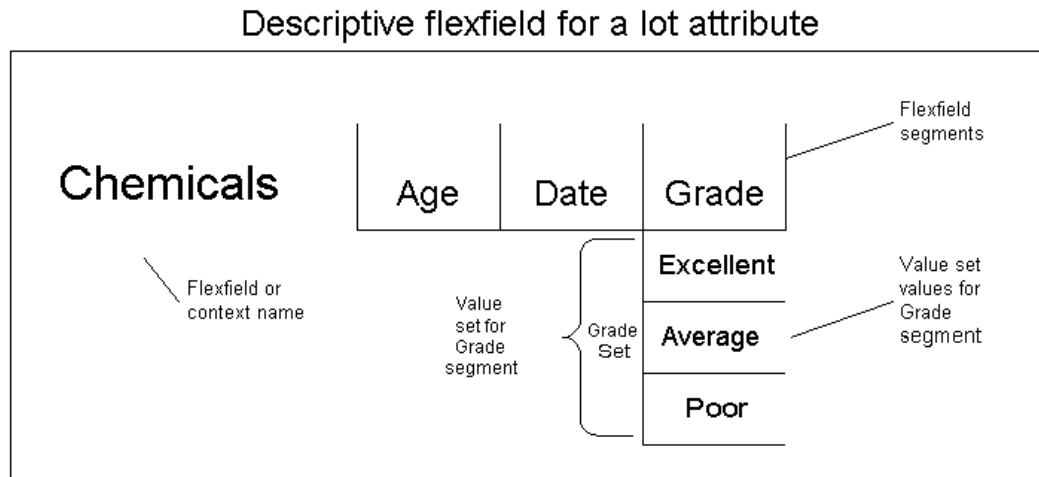 Descriptive flexfield for a lot attribute
Flexfield
segments
Chemicals
Age
Date
Grade
Flexfield or
context name
Value
set for
Grade
segment
Grade
Set
Excellent
Average
Poor
Value set
values for
Grade
segment